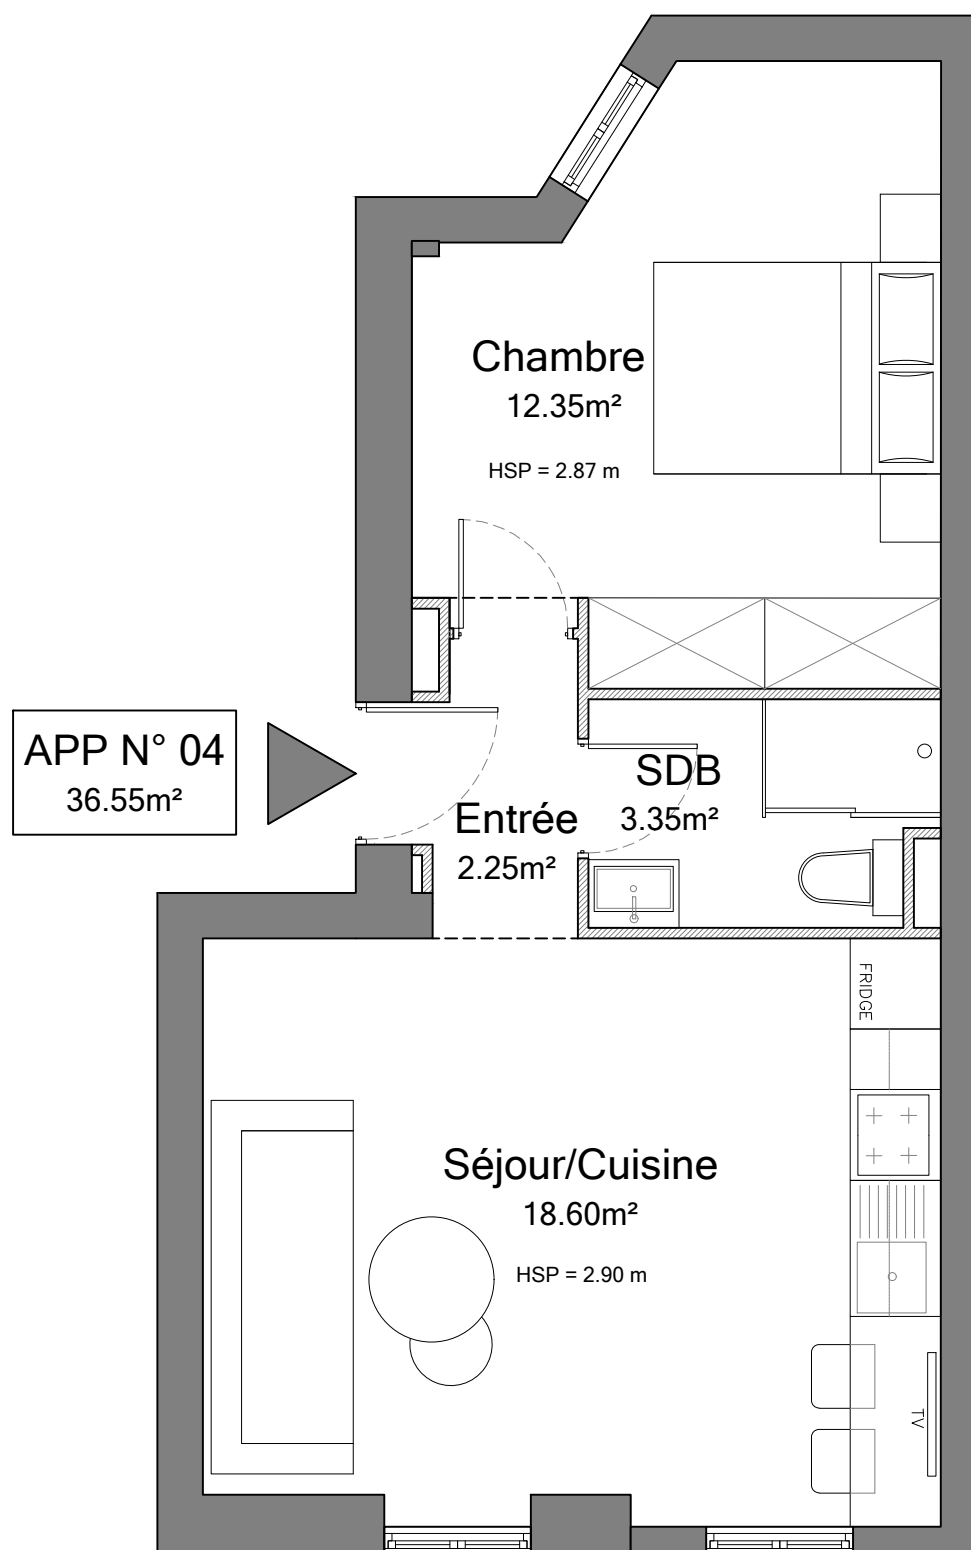 Chambre
12.35m²
HSP = 2.87 m
APP N° 04
36.55m²
SDB
3.35m²
Entrée
2.25m²
FRIDGE
Séjour/Cuisine
18.60m²
HSP = 2.90 m
TV